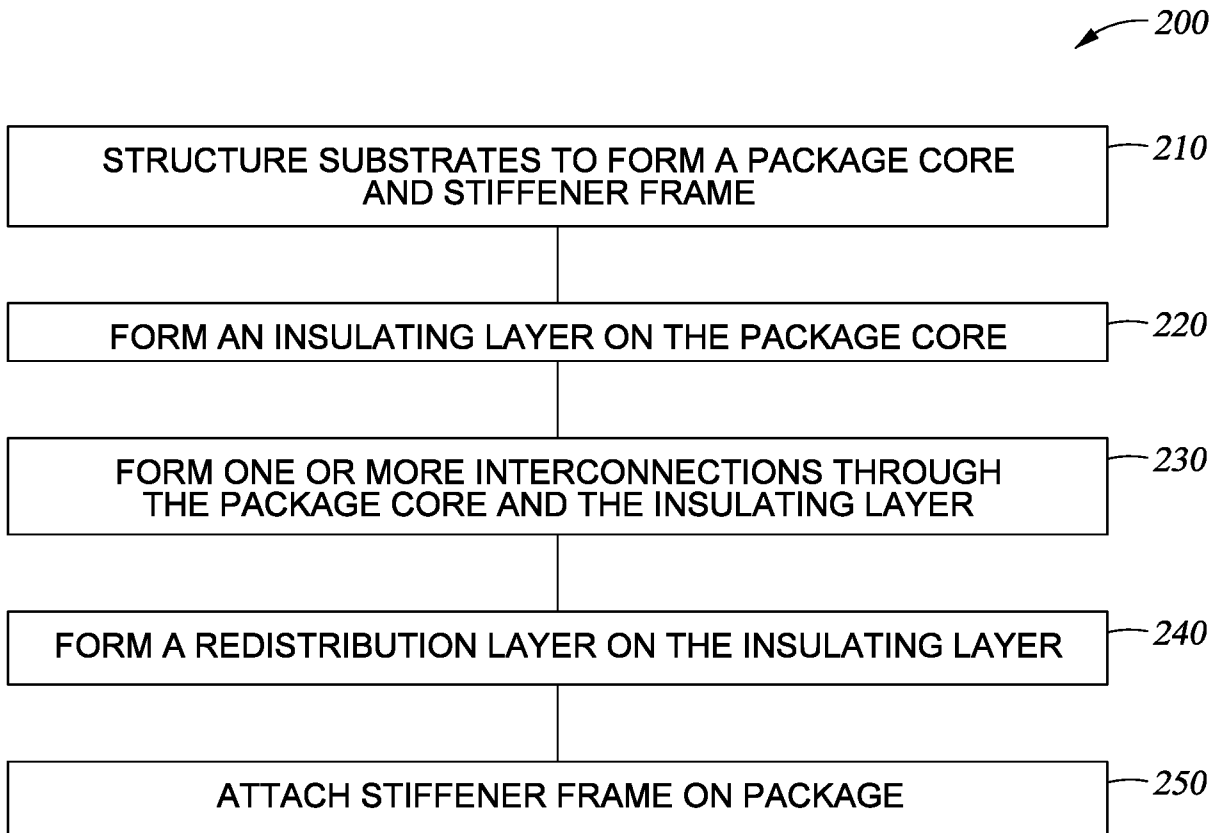 200
STRUCTURE SUBSTRATES TO FORM A PACKAGE CORE
AND STIFFENER FRAME
210
FORM AN INSULATING LAYER ON THE PACKAGE CORE
220
FORM ONE OR MORE INTERCONNECTIONS THROUGH
THE PACKAGE CORE AND THE INSULATING LAYER
230
FORM A REDISTRIBUTION LAYER ON THE INSULATING LAYER
240
ATTACH STIFFENER FRAME ON PACKAGE
250